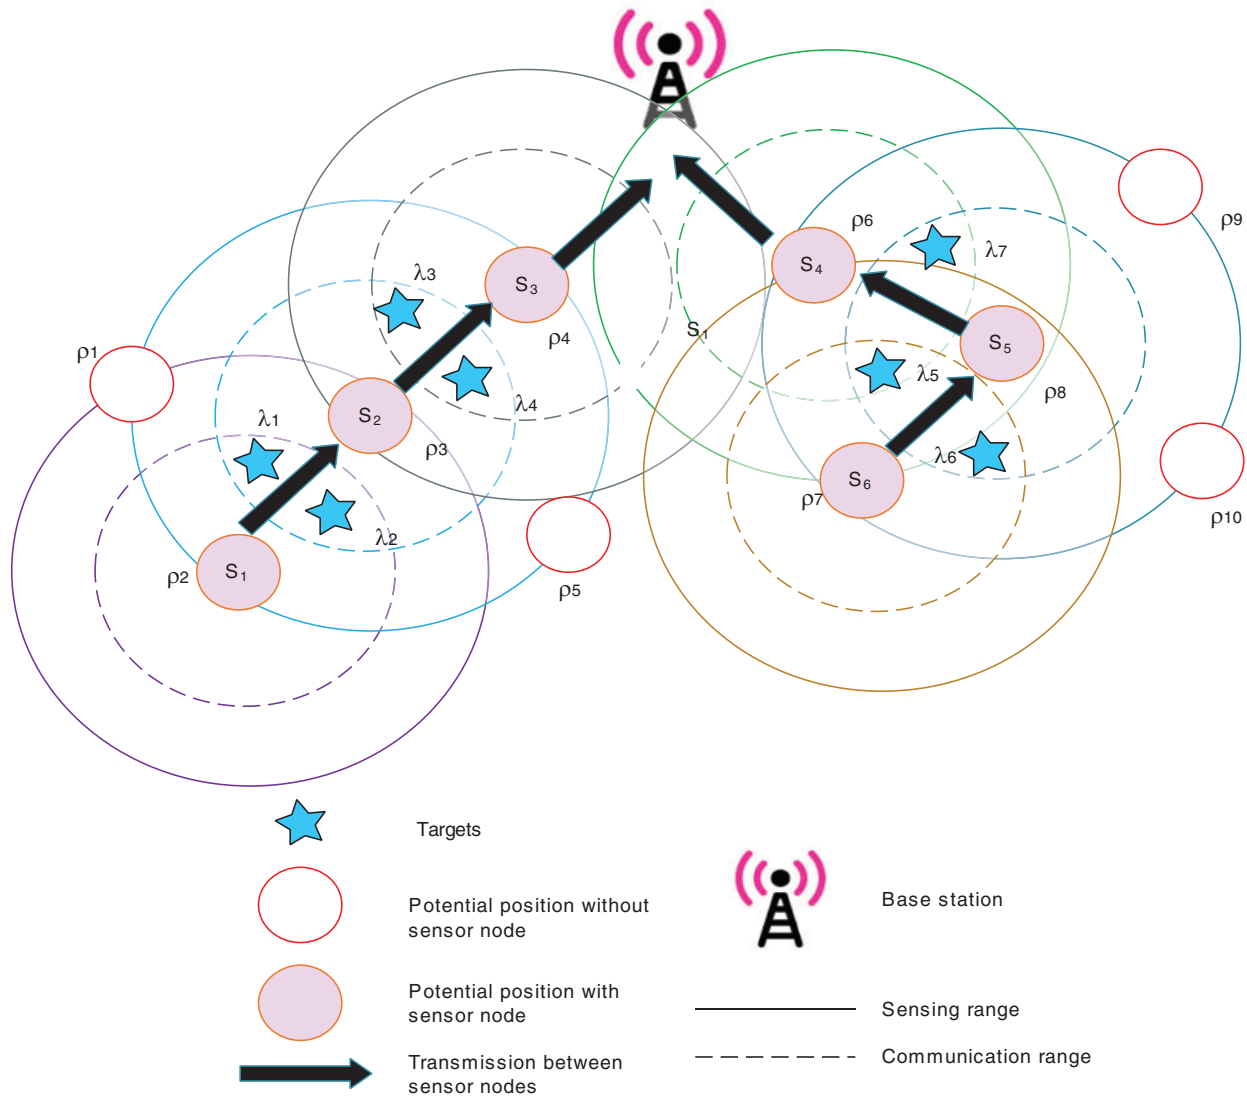 ρ6
ρ9
S4
λ7
λ3
S3
S1
ρ4
S5
ρ1
λ5
ρ8
λ4
λ1
S2
ρ3
λ6
S6
ρ7
ρ10
λ2
S1
ρ2
ρ5
Targets
Potential position without
sensor node
Potential position with
sensor node
Transmission between
sensor nodes
Base station
Sensing range
Communication range